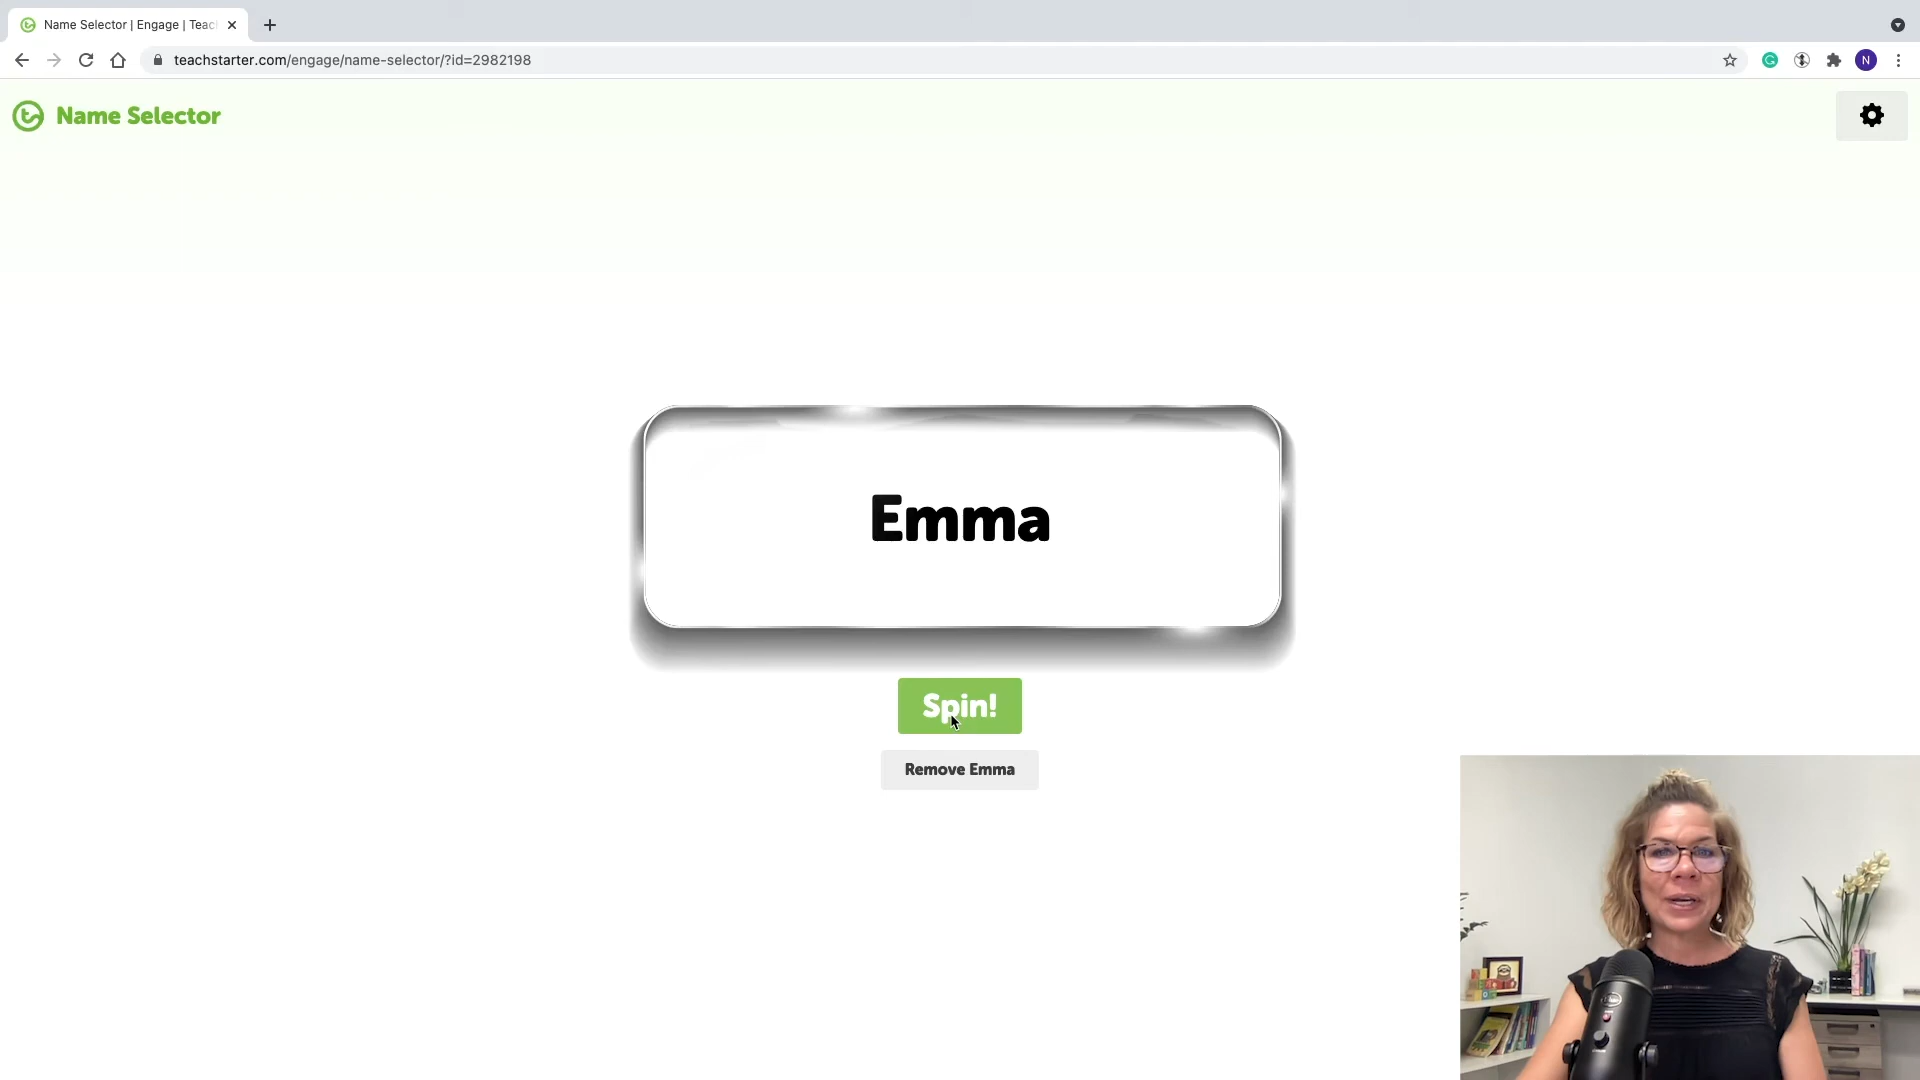 Name Selector | Engage | Teac
teachstarter.com/engage/name-selector/?id=2982198
N
Name Selector
Emma
Spin!
Remove Emma